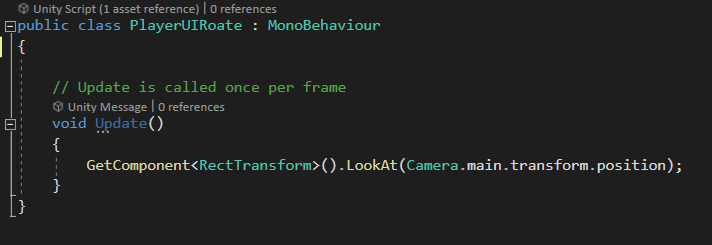 Unity Script (1 asset reference) | 0 references
public class PlayerUIRoate : MonoBehaviour
{
// Update is called once per frame
Unity Message | 0 references
void Update()
{
GetComponent<RectTransform>().LookAt(Camera.main.transform.position);
}
}